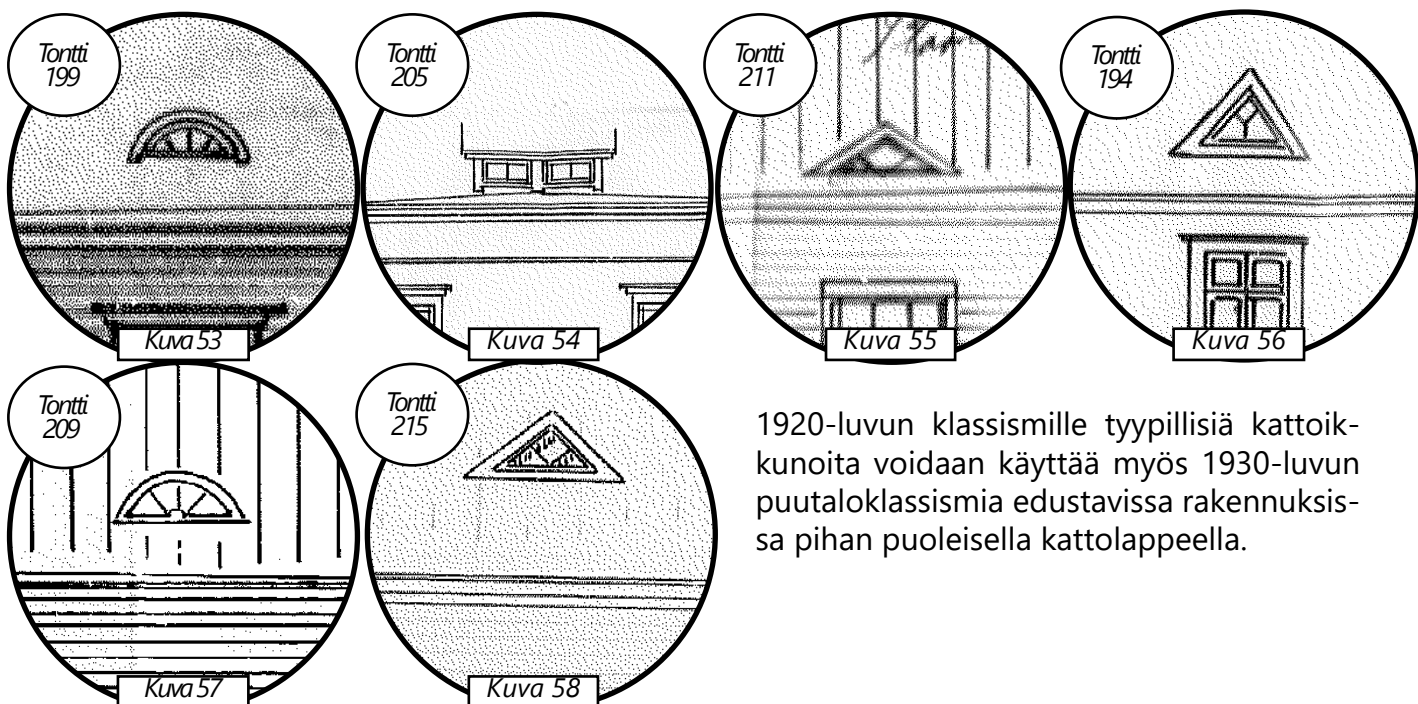 Tontti
199
Tontti
205
Tontti
211
Tontti
194
Kuva 53
Kuva 54
Kuva 55
Kuva 56
Tontti
209
Tontti
215
1920-luvun klassismille tyypillisiä kattoik-
kunoita voidaan käyttää myös 1930-luvun
puutaloklassismia edustavissa rakennuksis-
sa pihan puoleisella kattolappeella.
Kuva 57
Kuva 58